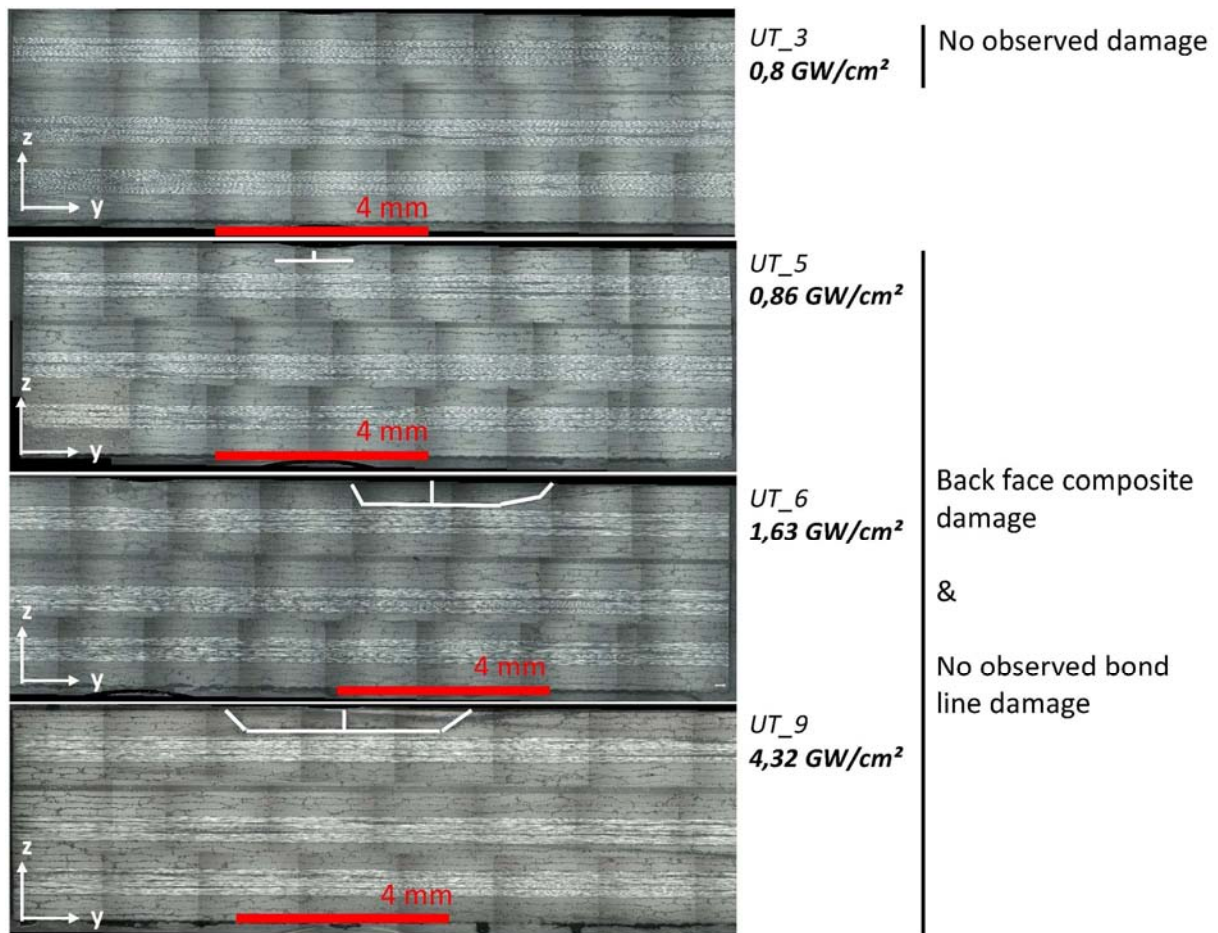 UT_3
0,8 GW/cm²
No observed damage
z
y
4 mm
UT_5
0,86 GW/cm²
z
y
4 mm
UT_6
1,63 GW/cm²
Back face composite
damage
&
No observed bond
line damage
z
y
4 mm
UT_9
4,32 GW/cm²
z
y
4 mm